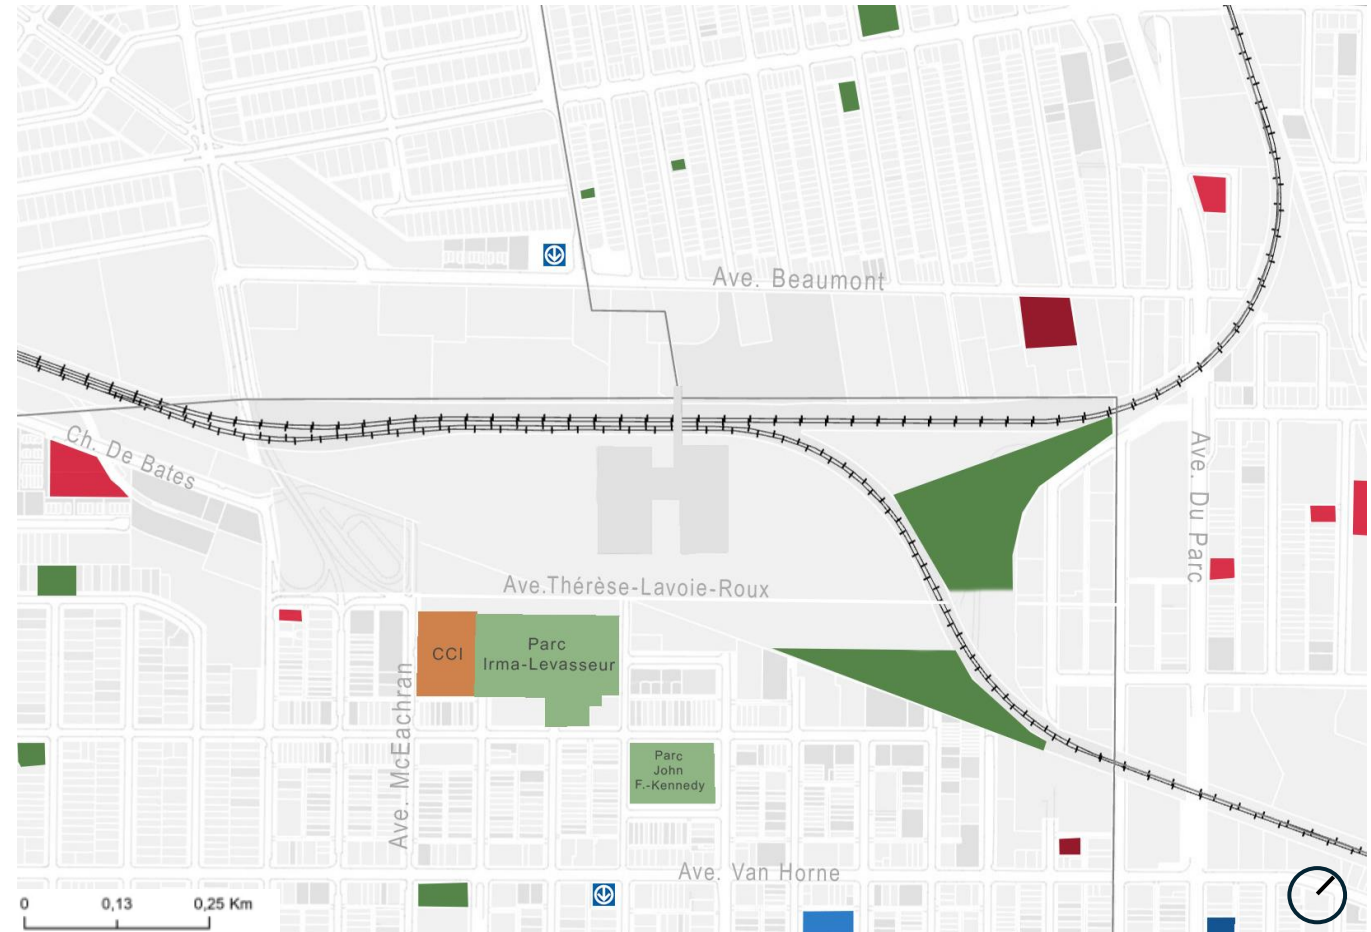 Ave. Beaumont
Ch. De Bates
Ave. Du Parc
Ave.Thérèse-Lavoie-Roux
CCI
Parc
Irma-Levasseur
Ave. McEachran
Parc
John
F.-Kennedy
Ave. Van Horne
0 0,13 0,25 Km